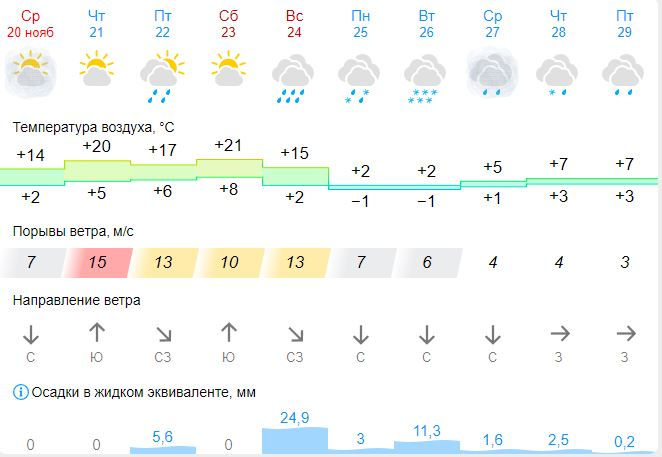 Ср Чт Пт Сб Вс Пн Вт Ср Чт Пт
20 нояб 21 22 23 24 25 26 27 28 29
Температура воздуха, °C
+14 +20 +17 +21 +15 +2 +2 +5 +7 +7
+2 +5 +6 +8 +2 −1 −1 +1 +3 +3
Порывы ветра, м/с
7 15 13 10 13 7 6 4 4 3
Направление ветра
С Ю СЗ Ю СЗ С С С З З
Осадки в жидком эквиваленте, мм
0 0 5,6 0 24,9 3 11,3 1,6 2,5 0,2